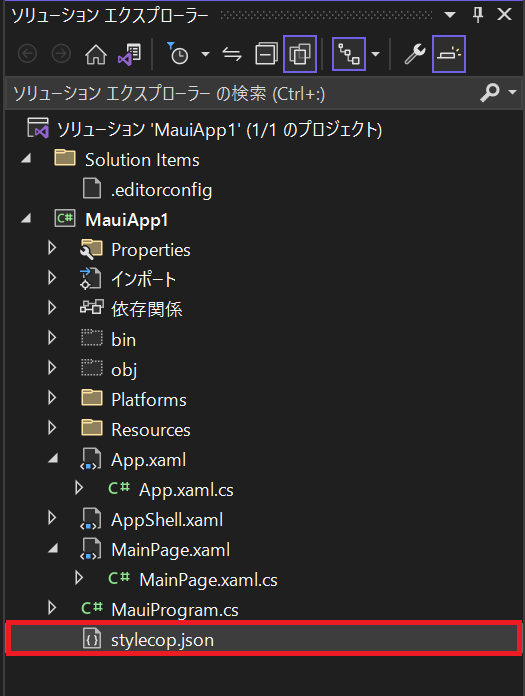 ソリューション エクスプローラー
ソリューション エクスプローラー の検索 (Ctrl+:)
ソリューション 'MauiApp1' (1/1 のプロジェクト)
Solution Items
.editorconfig
C# MauiApp1
Properties
インポート
依存関係
bin
obj
Platforms
Resources
App.xaml
C# App.xaml.cs
AppShell.xaml
MainPage.xaml
C# MainPage.xaml.cs
C# MauiProgram.cs
stylecop.json